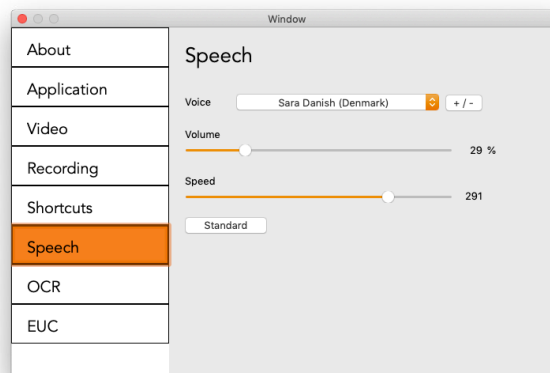 Window
About
Application
Video
Recording
Shortcuts
Speech
OCR
EUC
Speech
Voice Sara Danish (Denmark) + / -
Volume
29 %
Speed
291
Standard